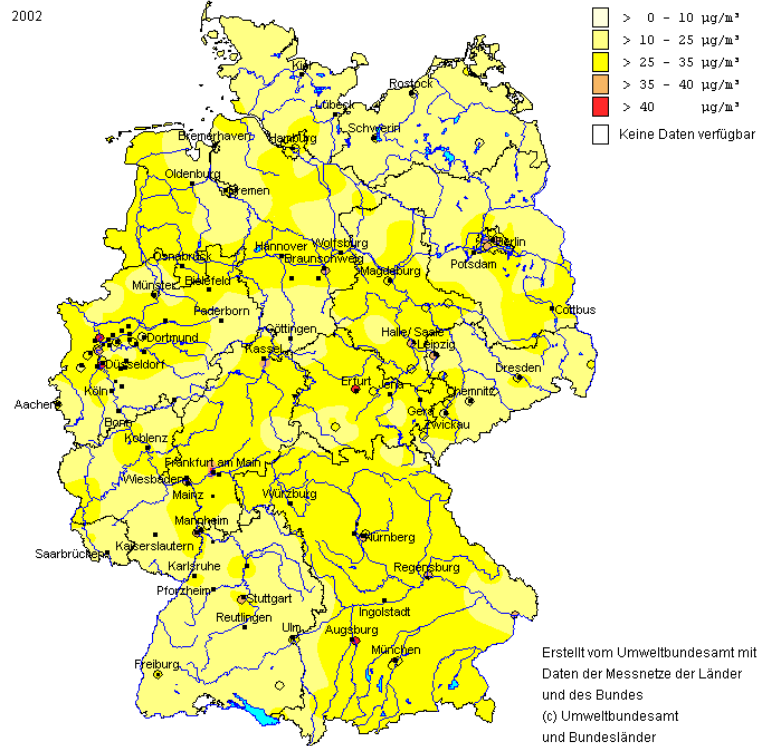 2002
> 0 - 10 µg/m³
> 10 - 25 µg/m³
> 25 - 35 µg/m³
> 35 - 40 µg/m³
> 40 µg/m³
Keine Daten verfügbar
Kiel
Rostock
Lübeck
Schwerin
Bremerhaven
Hamburg
Oldenburg
Bremen
Hannover
Wolfsburg
Berlin
Osnabrück
Braunschweig
Potsdam
Magdeburg
Bielefeld
Münster
Cottbus
Paderborn
Göttingen
Halle/ Saale
Dortmund
Leipzig
Kassel
Düsseldorf
Dresden
Erfurt
Jena
Köln
Chemnitz
Aachen
Gera
Bonn
Zwickau
Koblenz
Frankfurt am Main
Wiesbaden
Mainz
Würzburg
Mannheim
Nürnberg
Kaiserslautern
Saarbrücken
Karlsruhe
Regensburg
Pforzheim
Stuttgart
Ingolstadt
Reutlingen
Ulm
Augsburg
München
Freiburg
Erstellt vom Umweltbundesamt mit
Daten der Messnetze der Länder
und des Bundes
(c) Umweltbundesamt
und Bundesländer